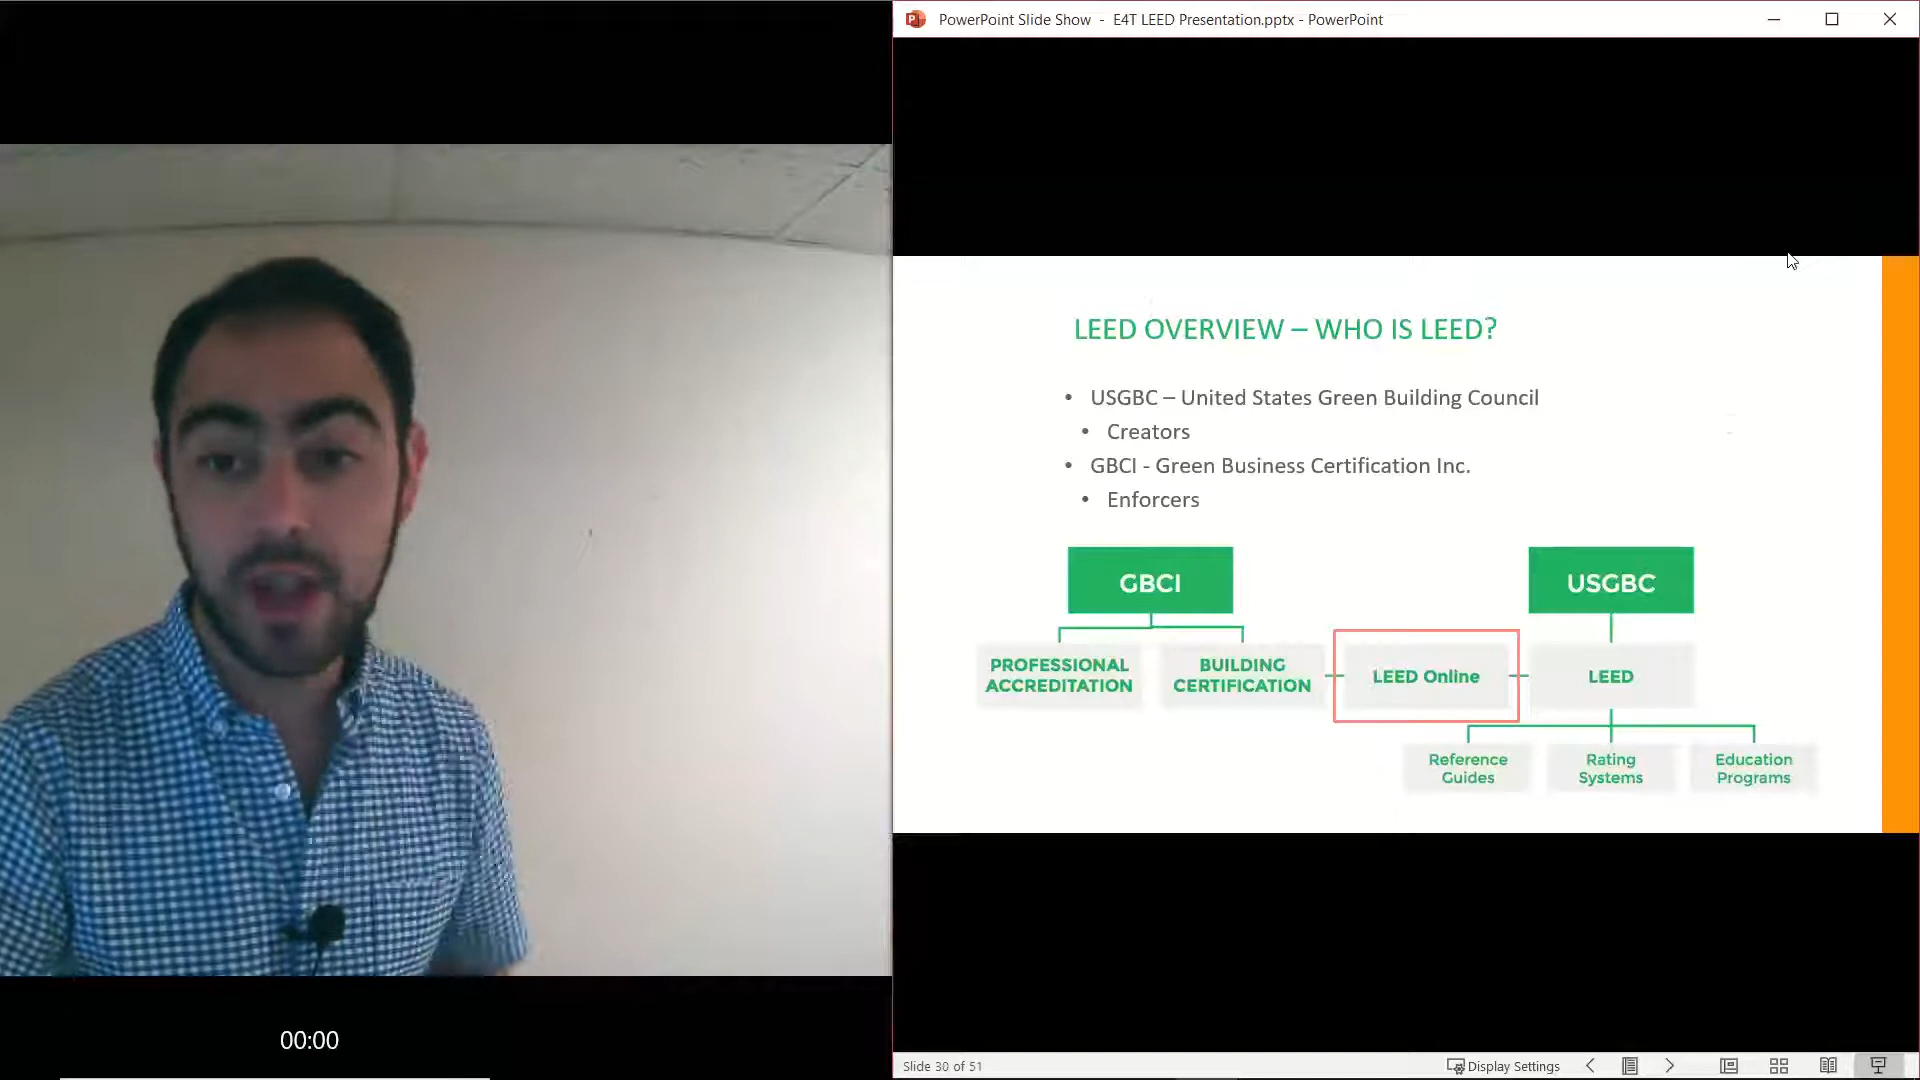 PowerPoint Slide Show - E4T LEED Presentation.pptx - PowerPoint
LEED OVERVIEW – WHO IS LEED?
• USGBC – United States Green Building Council
• Creators
• GBCI - Green Business Certification Inc.
• Enforcers
GBCI
USGBC
PROFESSIONAL
ACCREDITATION
BUILDING
CERTIFICATION
LEED Online
LEED
Reference
Guides
Rating
Systems
Education
Programs
00:00
Slide 30 of 51
Display Settings